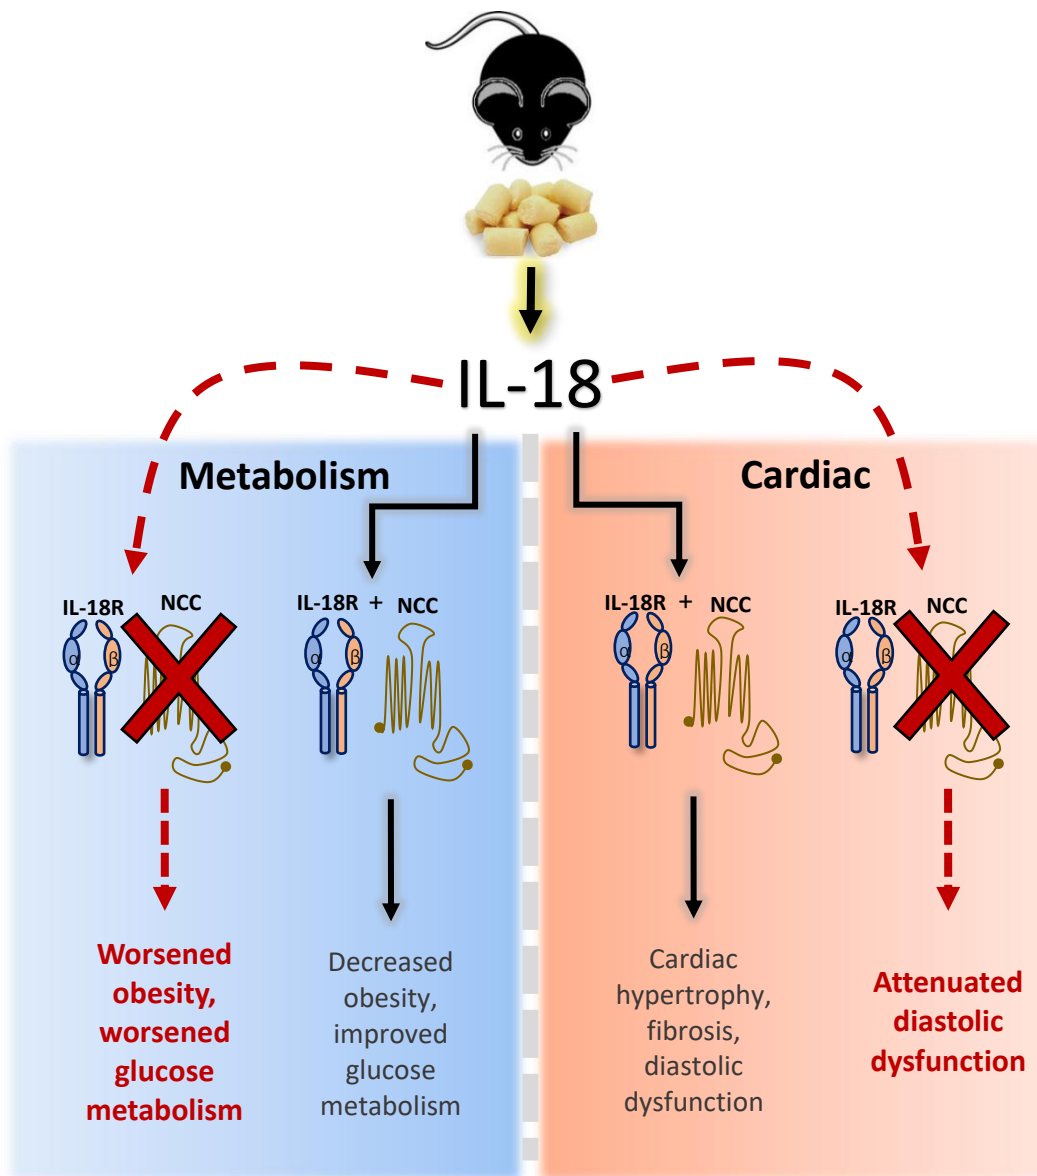 IL-18
Metabolism
Cardiac
IL-18R
NCC
α
β
IL-18R + NCC
α
β
IL-18R + NCC
α
β
IL-18R
NCC
α
β
Worsened
obesity,
worsened
glucose
metabolism
Decreased
obesity,
improved
glucose
metabolism
Cardiac
hypertrophy,
fibrosis,
diastolic
dysfunction
Attenuated
diastolic
dysfunction